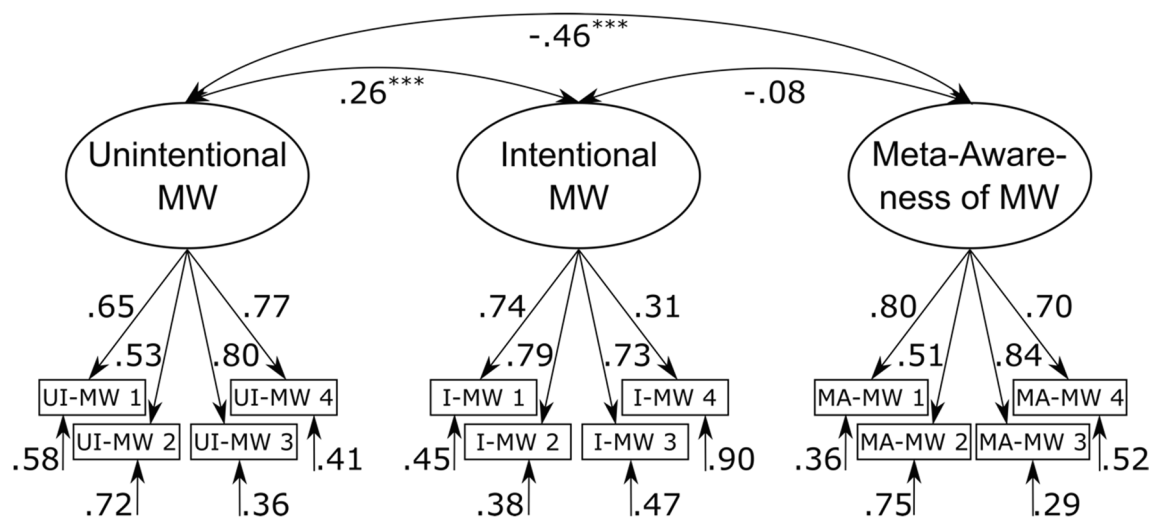 -.46***
.26***
-.08
Unintentional
MW
Intentional
MW
Meta-Aware-
ness of MW
.65
.77
.53
.80
.74
.31
.79
.73
.80
.70
.51
.84
UI-MW 1
UI-MW 4
UI-MW 2
UI-MW 3
I-MW 1
I-MW 4
I-MW 2
I-MW 3
MA-MW 1
MA-MW 4
MA-MW 2
MA-MW 3
.58
.41
.72
.36
.45
.90
.38
.47
.36
.52
.75
.29